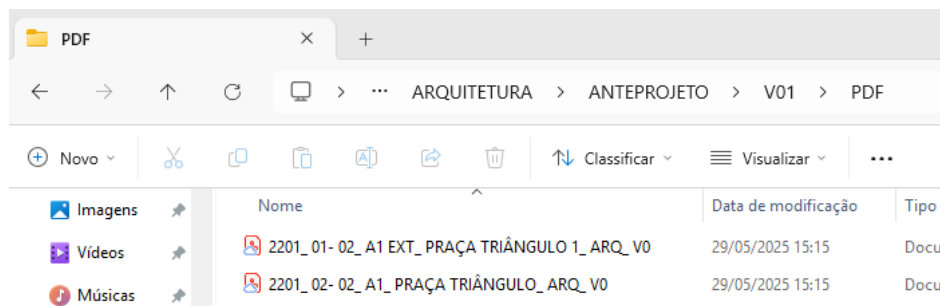 PDF
... ARQUITETURA > ANTEPROJETO > V01 > PDF
Novo Classificar Visualizar ...
Nome Data de modificação Tipo
Imagens
2201_ 01- 02_ A1 EXT_ PRAÇA TRIÂNGULO 1_ ARQ_ V0 29/05/2025 15:15 Docu
Vídeos
2201_ 02- 02_ A1_ PRAÇA TRIÂNGULO_ ARQ_ V0 29/05/2025 15:15 Docu
Músicas